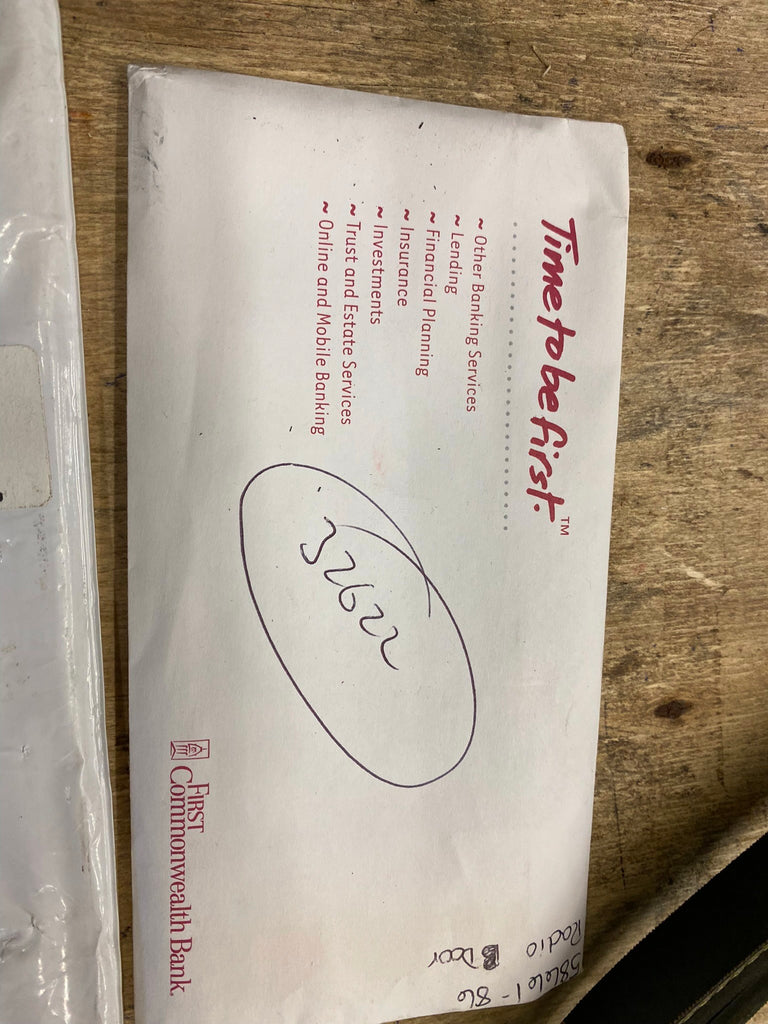 Time to be first.™
~ Other Banking Services
~ Lending
~ Financial Planning
~ Insurance
~ Investments
~ Trust and Estate Services
~ Online and Mobile Banking
32622
FIRST
Commonwealth Bank.
Radio
Door